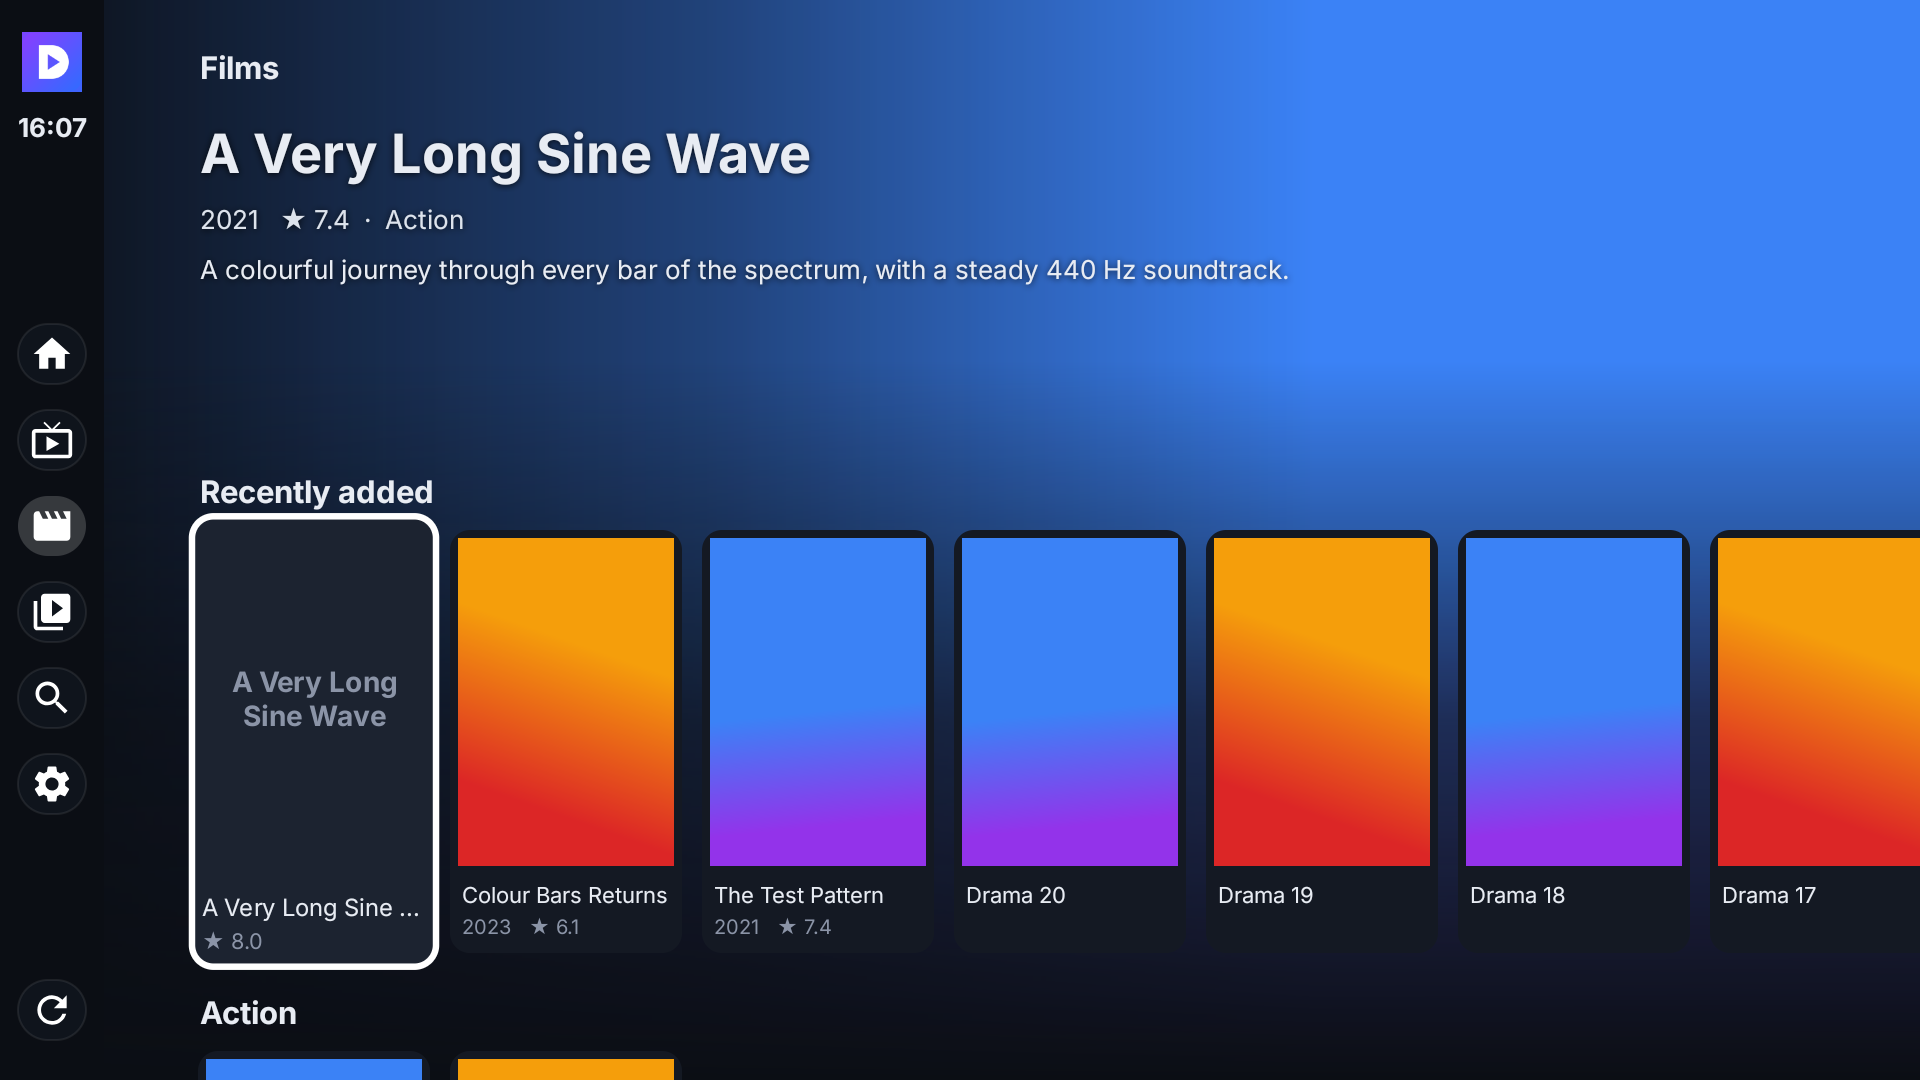 16:07
Films
A Very Long Sine Wave
2021 ★ 7.4 · Action
A colourful journey through every bar of the spectrum, with a steady 440 Hz soundtrack.
Recently added
A Very Long
Sine Wave
A Very Long Sine ...
★ 8.0
Colour Bars Returns
2023 ★ 6.1
The Test Pattern
2021 ★ 7.4
Drama 20
Drama 19
Drama 18
Drama 17
Action